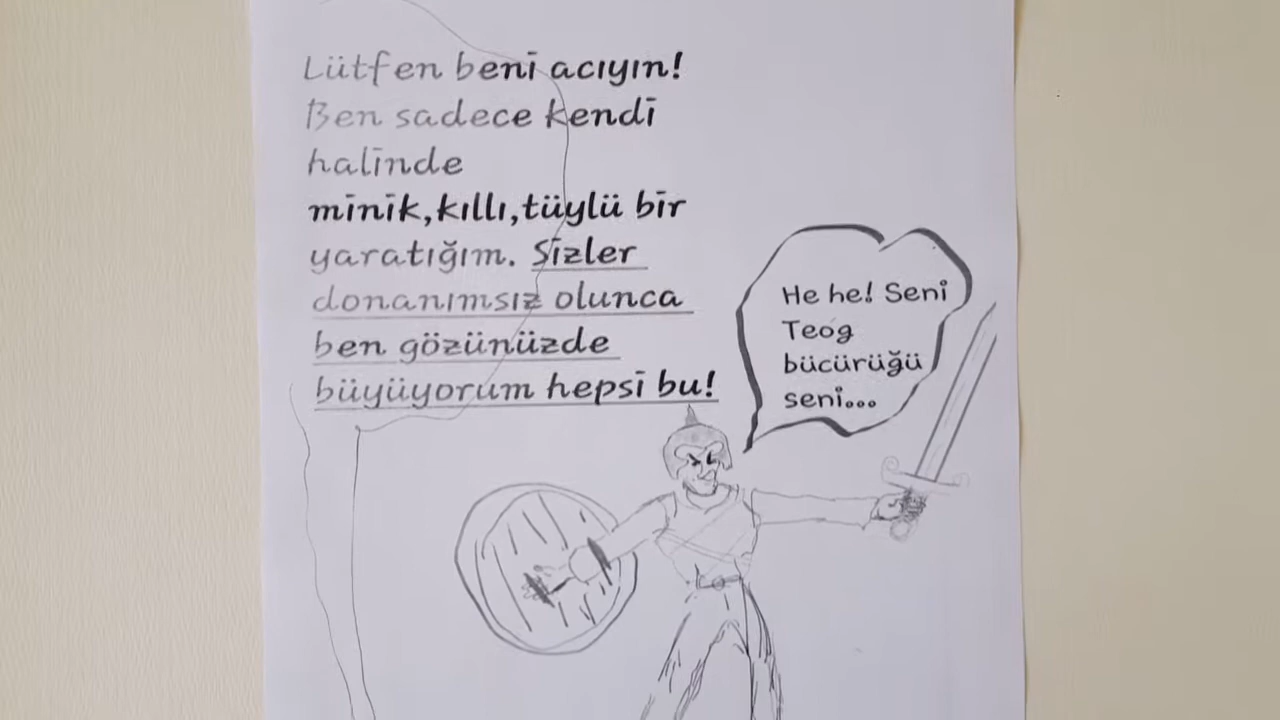 Lütfen beni acıyın!
Ben sadece kendi
halinde
minik,kıllı,tüylü bir
yaratığım. Sizler
donanımsız olunca
ben gözünüzde
büyüyorum hepsi bu!
He he! Seni
Teog
bücürüğü
seni...